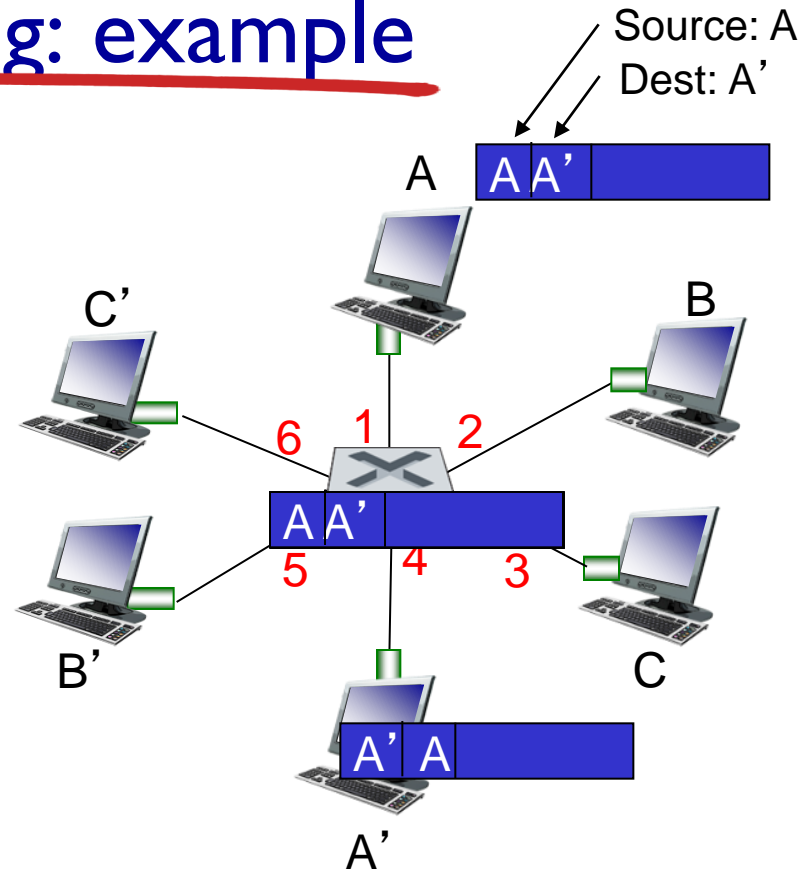 g: example
Source: A
Dest: A’
A
A A’
C’
B
6 1 2
A A’
5 4 3
B’
C
A’ A
A’